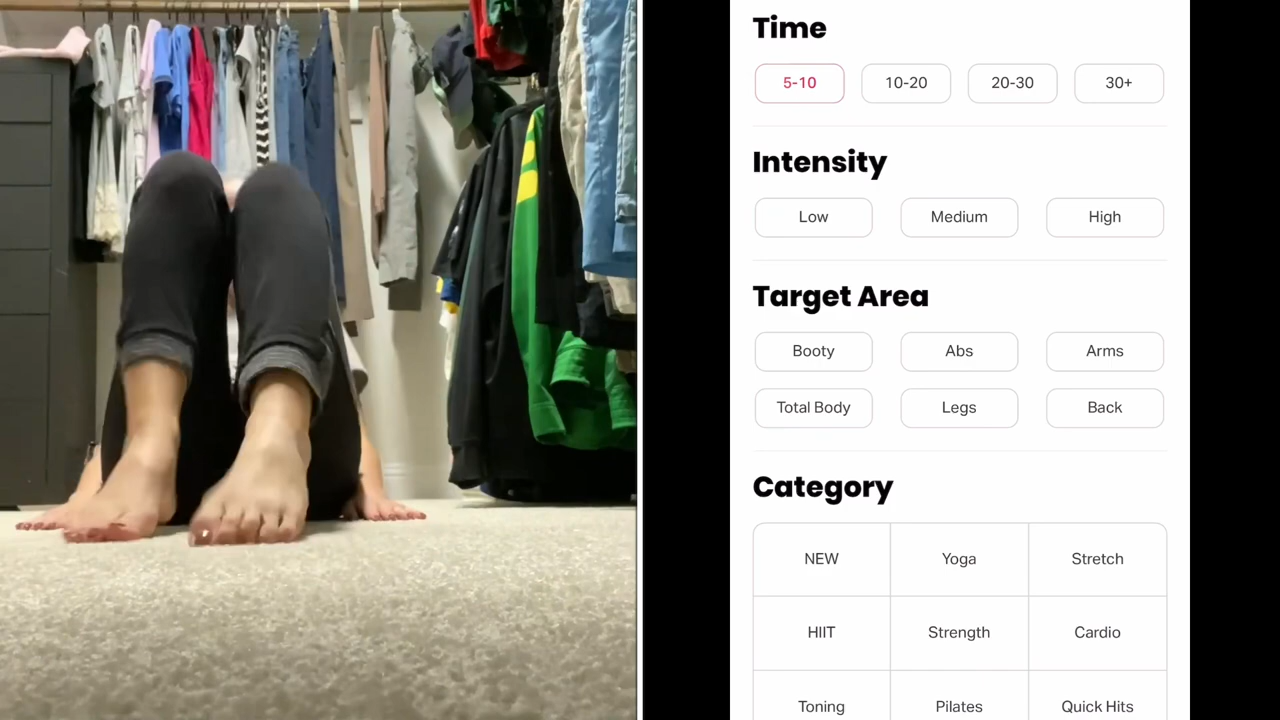 Time
5-10 10-20 20-30 30+
Intensity
Low Medium High
Target Area
Booty Abs Arms
Total Body Legs Back
Category
NEW Yoga Stretch
HIIT Strength Cardio
Toning Pilates Quick Hits